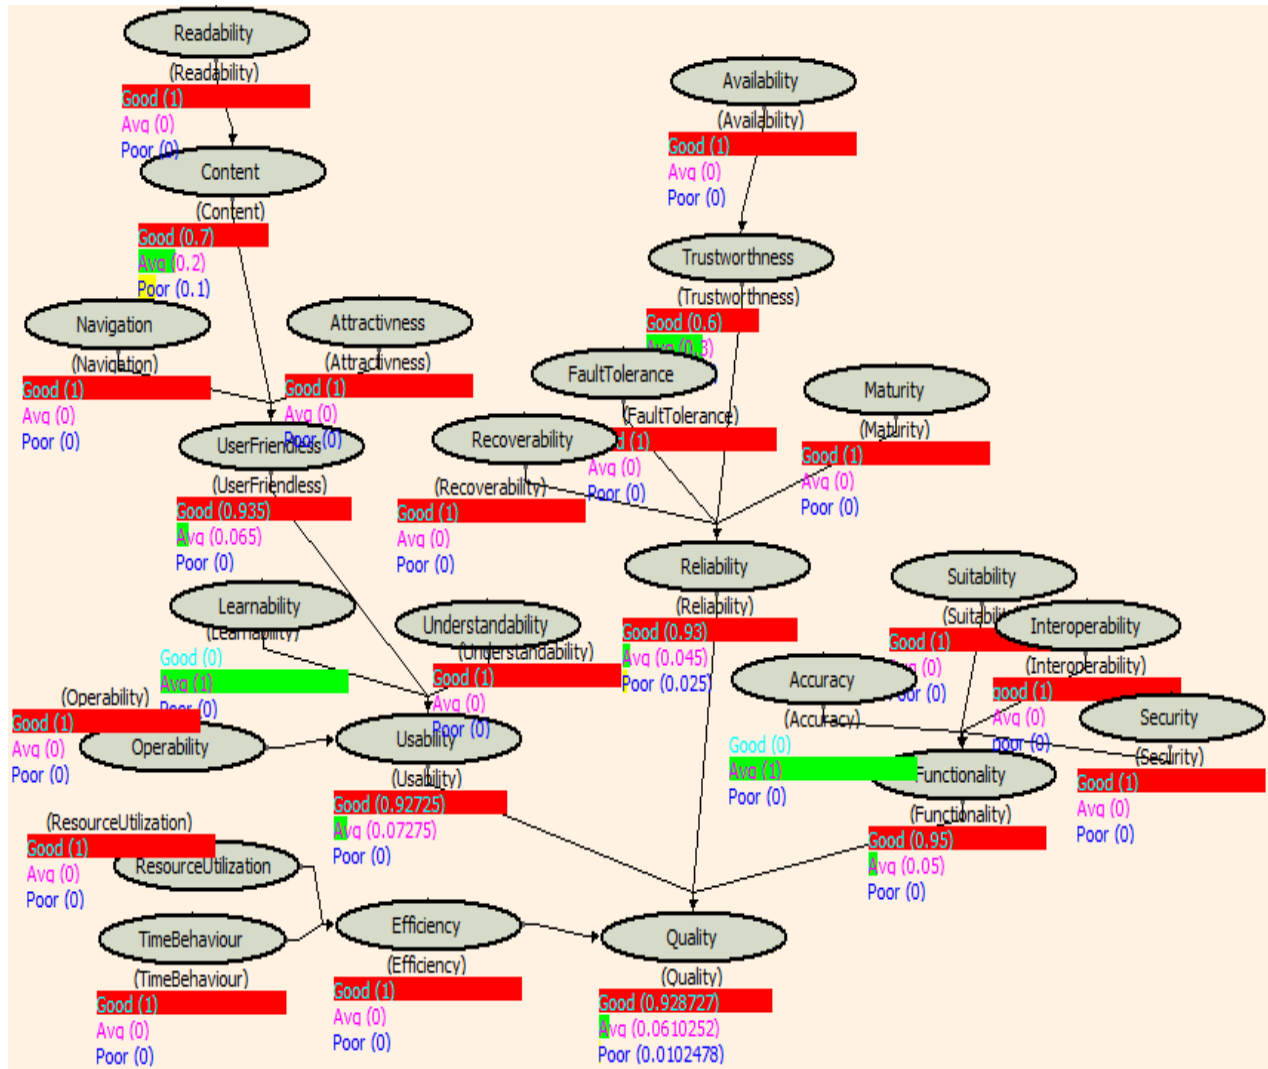 Readability
(Readability)
Good (1)
Avg (0)
Poor (0)
Availability
(Availability)
Good (1)
Avg (0)
Poor (0)
Content
(Content)
Good (0.7)
Avg (0.2)
Poor (0.1)
Trustworthness
(Trustworthness)
Good (0.6)
Navigation
(Navigation)
Good (1)
Avg (0)
Poor (0)
Attractivness
(Attractivness)
Good (1)
Avg (0)
Poor (0)
FaultTolerance
(FaultTolerance)
Avg (0)
Poor (0)
Maturity
(Maturity)
Good (1)
Avg (0)
Poor (0)
UserFriendless
(UserFriendless)
Good (0.935)
Avg (0.065)
Poor (0)
Recoverability
(Recoverability)
Good (1)
Avg (0)
Poor (0)
Reliability
(Reliability)
Good (0.93)
Avg (0.045)
Poor (0.025)
Suitability
Good (1)
Interoperability
(Interoperability)
good (1)
Avg (0)
poor (0)
Learnability
(Learnability)
Good (0)
Avg (1)
Poor (0)
Understandability
(Understandability)
Good (1)
Avg (0)
Poor (0)
Accuracy
(Accuracy)
Good (0)
Avg (1)
Poor (0)
Security
(Security)
Good (1)
Avg (0)
Poor (0)
(Operability)
Good (1)
Avg (0)
Poor (0)
Operability
Usability
(Usability)
Good (0.92725)
Avg (0.07275)
Poor (0)
Functionality
(Functionality)
Good (0.95)
Avg (0.05)
Poor (0)
(ResourceUtilization)
Good (1)
Avg (0)
Poor (0)
ResourceUtilization
TimeBehaviour
(TimeBehaviour)
Good (1)
Avg (0)
Poor (0)
Efficiency
(Efficiency)
Good (1)
Avg (0)
Poor (0)
Quality
(Quality)
Good (0.928727)
Avg (0.0610252)
Poor (0.0102478)